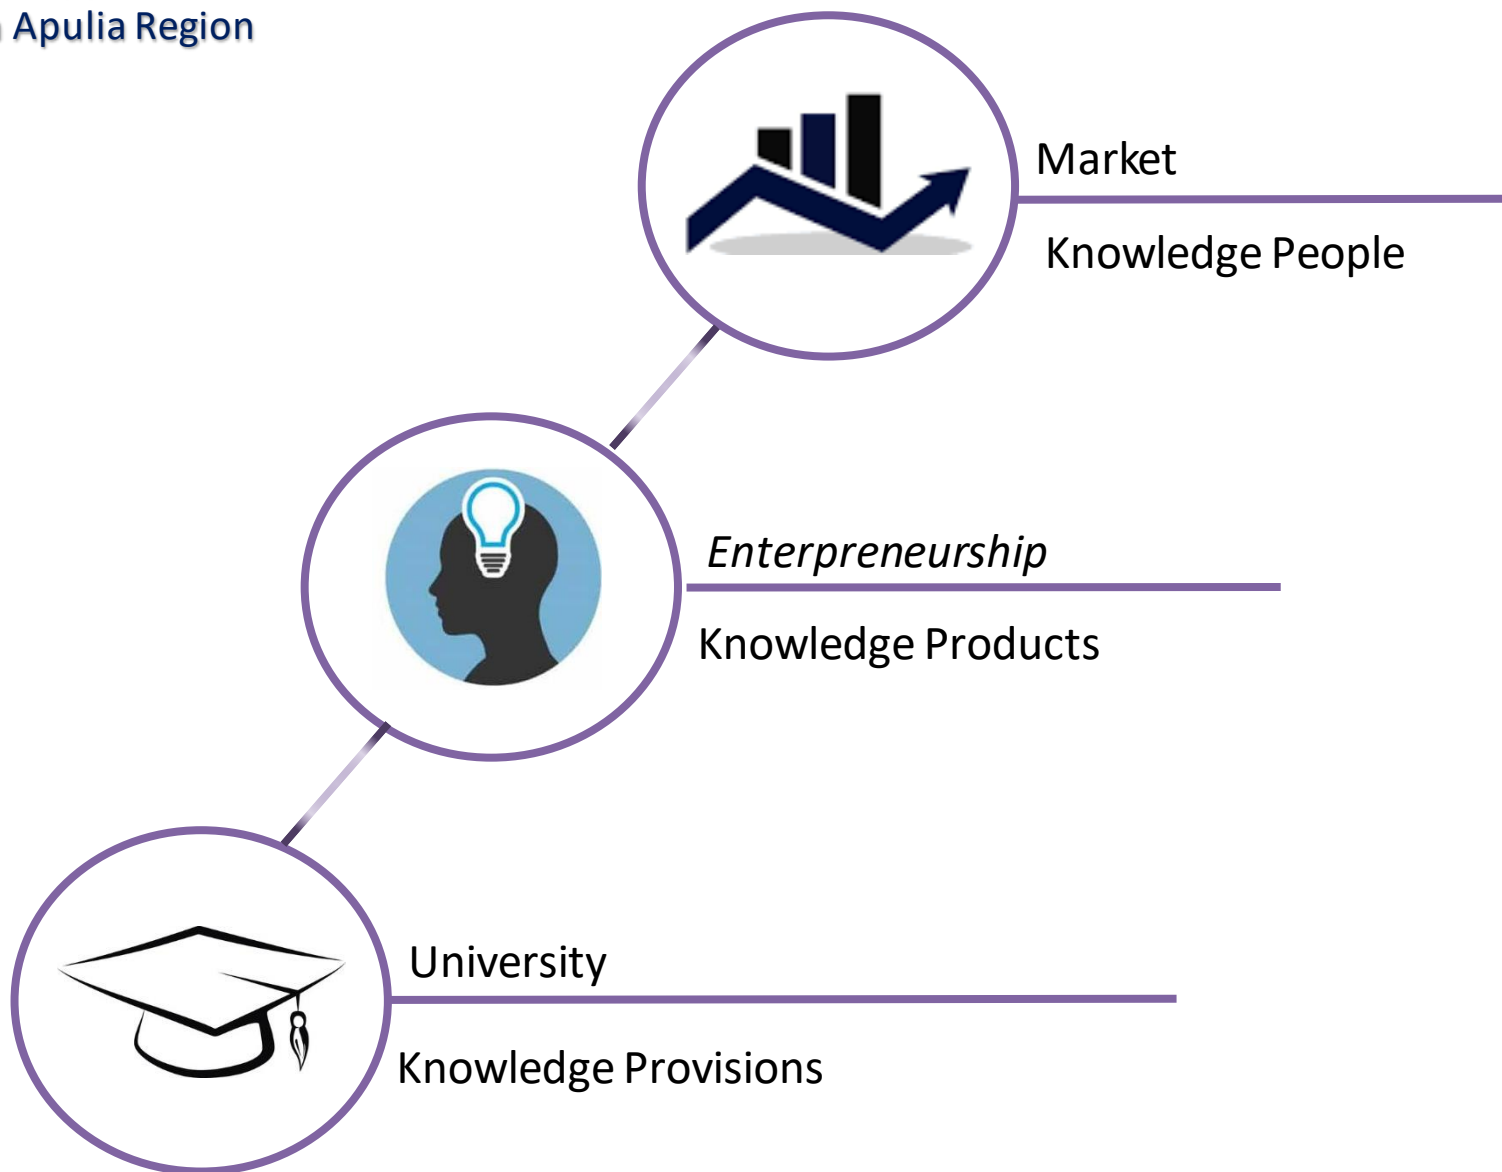 Apulia Region
Market
Knowledge People
Enterpreneurship
Knowledge Products
University
Knowledge Provisions